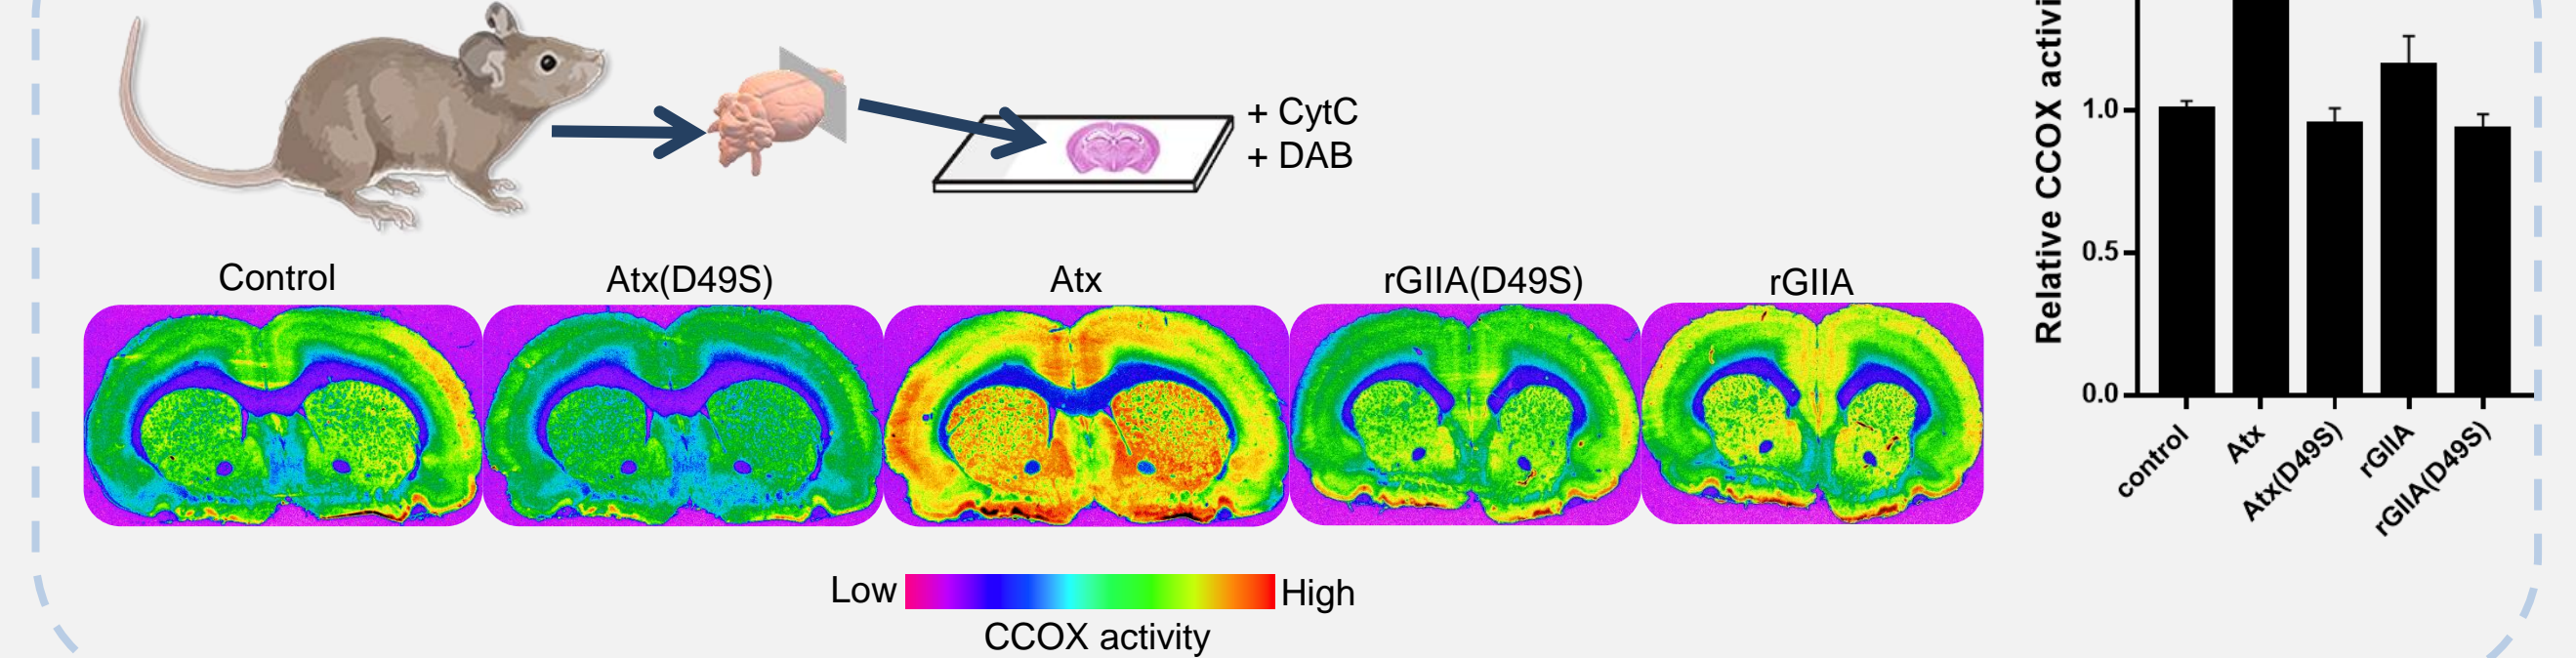 + CytC
+ DAB
Control
Atx(D49S)
Atx
rGIIA(D49S)
rGIIA
Low
High
CCOX activity
Relative CCOX activi
1.0
0.5
0.0
control
Atx
Atx(D49S)
rGIIA
rGIIA(D49S)